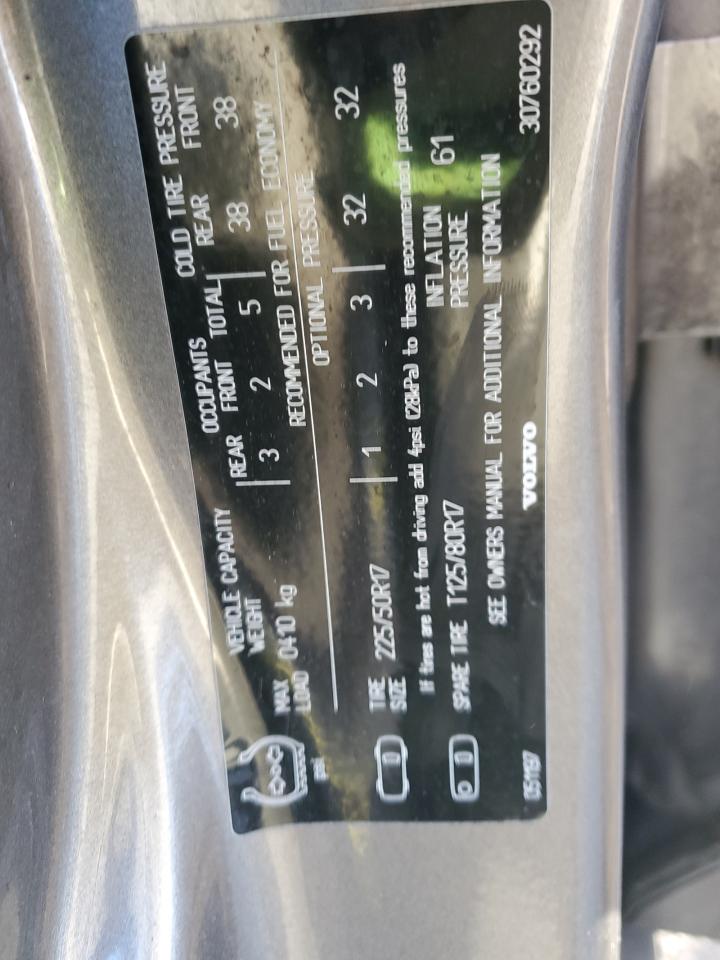 VEHICLE CAPACITY OCCUPANTS COLD TIRE PRESSURE
WEIGHT REAR FRONT TOTAL REAR FRONT
MAX LOAD 0410 kg 3 2 5 38 38
RECOMMENDED FOR FUEL ECONOMY
psi
OPTIONAL PRESSURE
TIRE SIZE 225/50R17 1 2 3 32 32
If tires are hot from driving add 4psi (28kPa) to these recommended pressures
SPARE TIRE T125/80R17 INFLATION PRESSURE 61
SEE OWNERS MANUAL FOR ADDITIONAL INFORMATION
051197 VOLVO 30760292